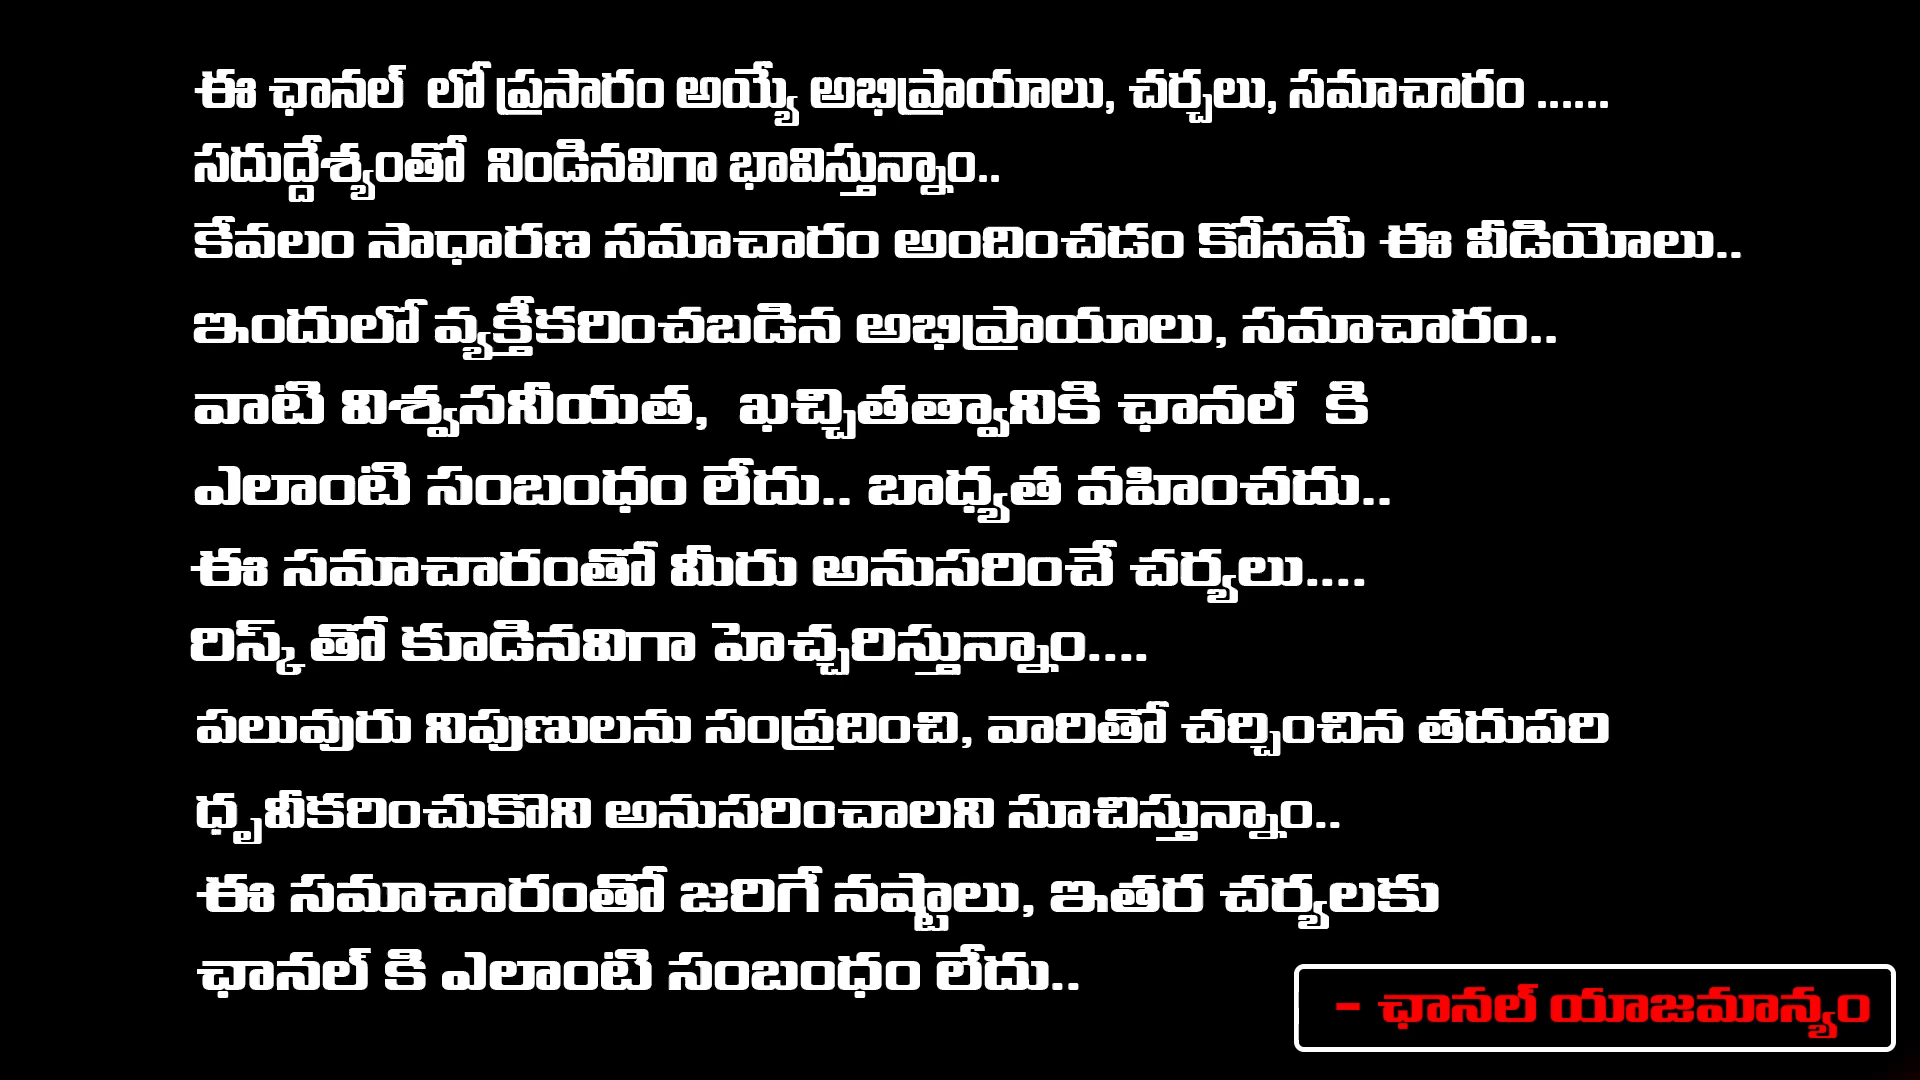 ఈ ఛానల్ లో ప్రసారం అయ్యే అభిప్రాయాలు, చర్చలు, సమాచారం ......
సదుద్దేశ్యంతో నిండినవిగా భావిస్తున్నాం..
కేవలం సాధారణ సమాచారం అందించడం కోసమే ఈ వీడియోలు..
ఇందులో వ్యక్తీకరించబడిన అభిప్రాయాలు, సమాచారం..
వాటి విశ్వసనీయత, ఖచ్చితత్వానికి ఛానల్ కి
ఎలాంటి సంబంధం లేదు.. బాధ్యత వహించదు..
ఈ సమాచారంతో మీరు అనుసరించే చర్యలు....
రిస్క్ తో కూడినవిగా హెచ్చరిస్తున్నాం....
పలువురు నిపుణులను సంప్రదించి, వారితో చర్చించిన తదుపరి
ధృవీకరించుకొని అనుసరించాలని సూచిస్తున్నాం..
ఈ సమాచారంతో జరిగే నష్టాలు, ఇతర చర్యలకు
ఛానల్ కి ఎలాంటి సంబంధం లేదు..
- ఛానల్ యాజమాన్యం